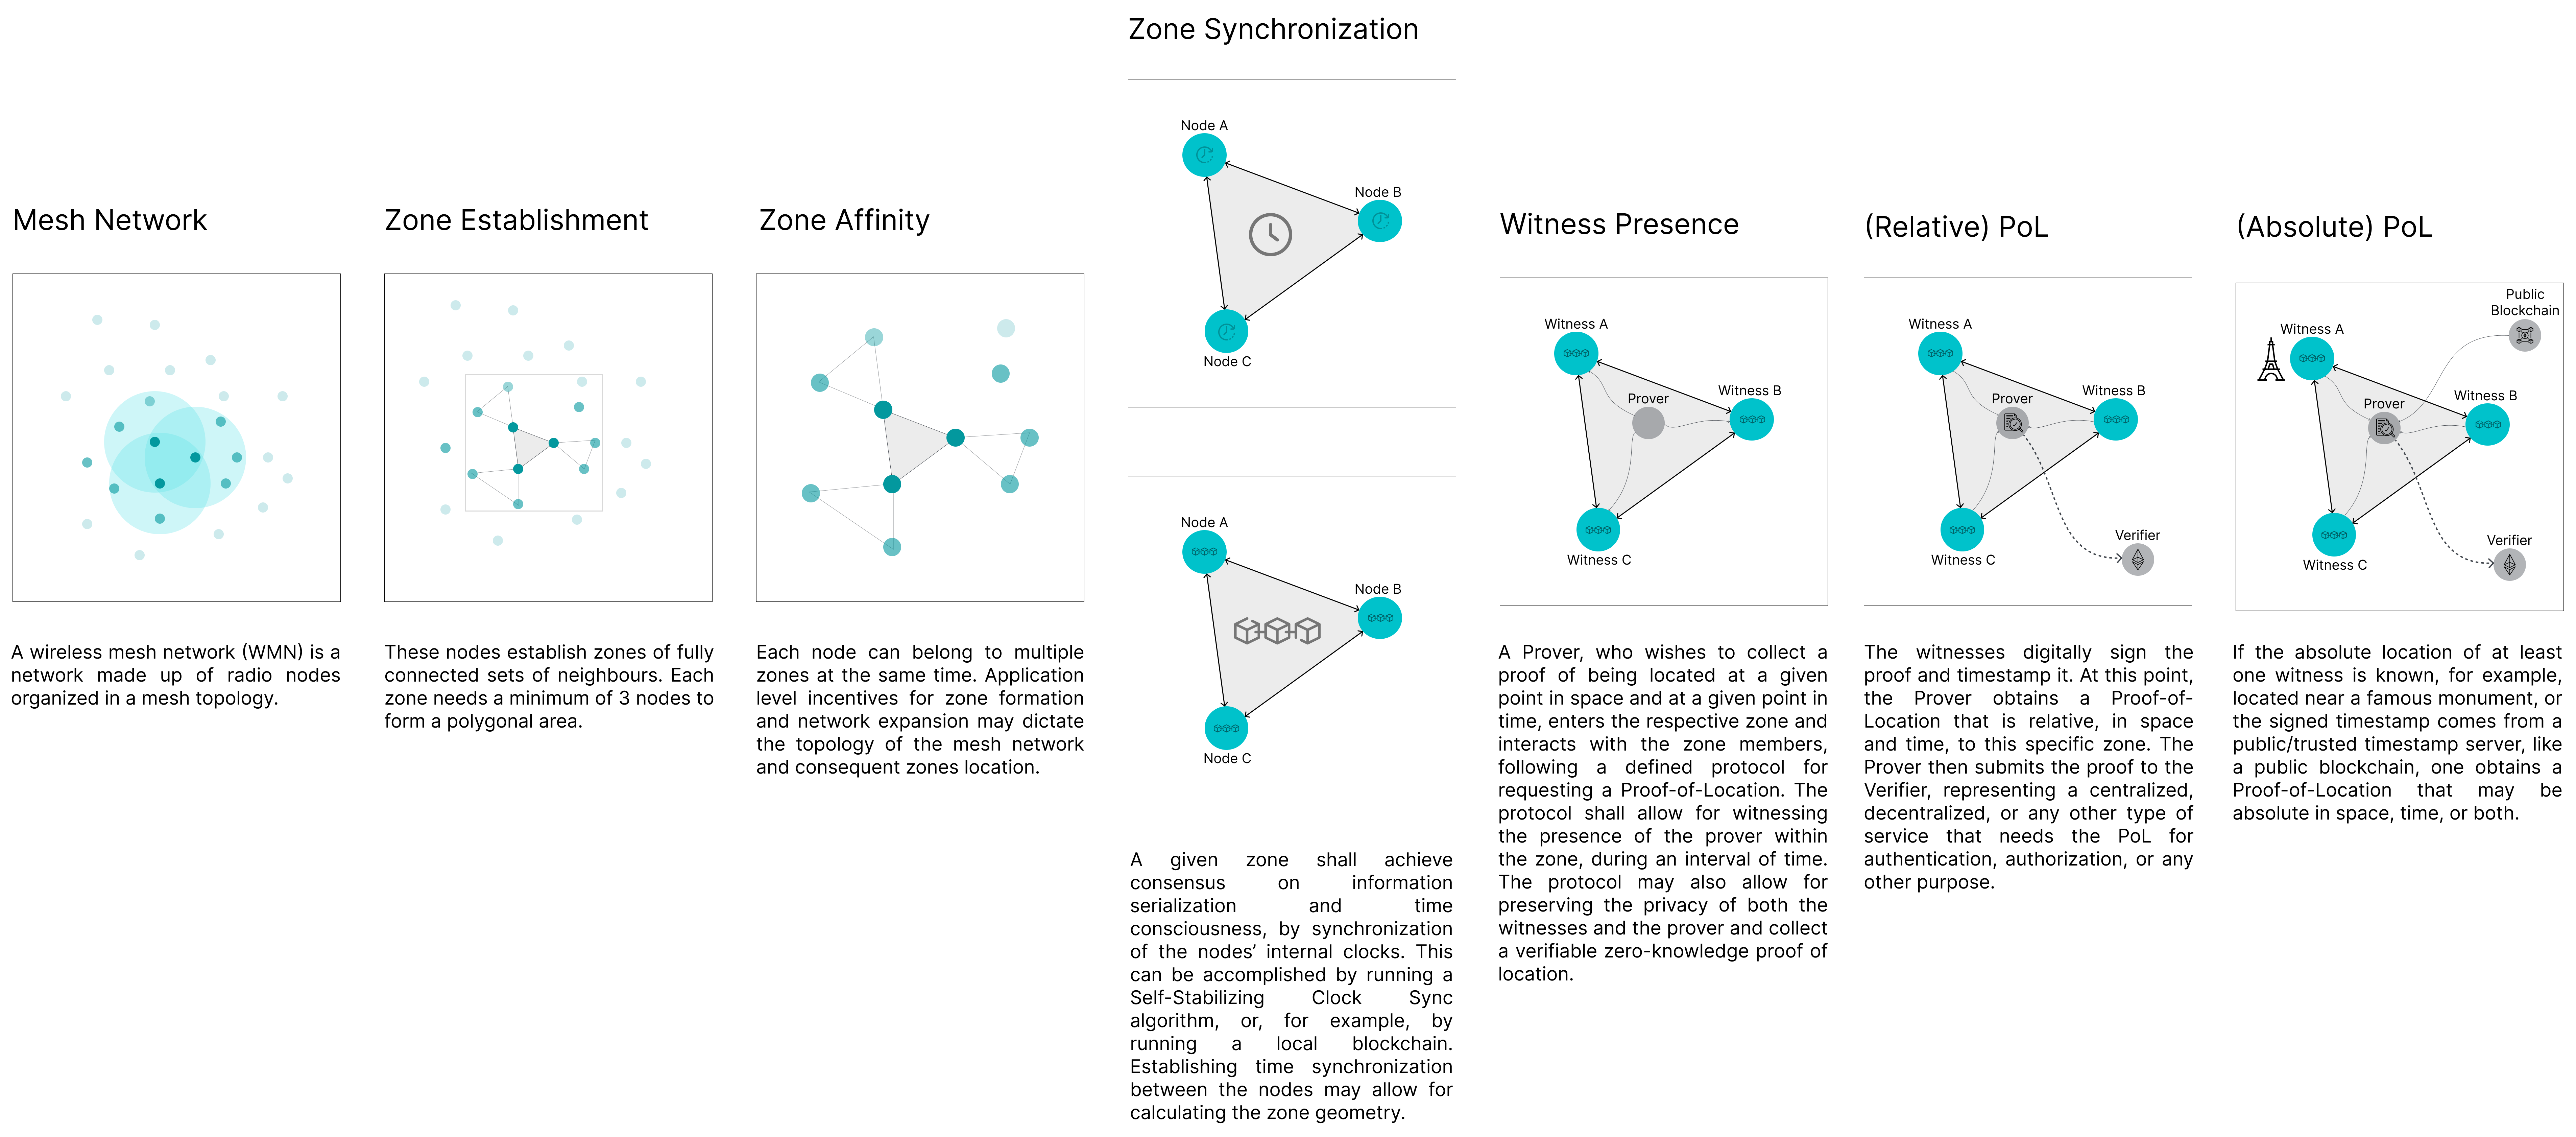 Mesh Network
A wireless mesh network (WMN) is a
network made up of radio nodes
organized in a mesh topology.
Zone Establishment
These nodes establish zones of fully
connected sets of neighbours. Each
zone needs a minimum of 3 nodes to
form a polygonal area.
Zone Affinity
Each node can belong to multiple
zones at the same time. Application
level incentives for zone formation
and network expansion may dictate
the topology of the mesh network
and consequent zones location.
Zone Synchronization
Node A
Node B
Node C
Node A
Node B
Node C
A given zone shall achieve
consensus on information
serialization and time
consciousness, by synchronization
of the nodes’ internal clocks. This
can be accomplished by running a
Self-Stabilizing Clock Sync
algorithm, or, for example, by
running a local blockchain.
Establishing time synchronization
between the nodes may allow for
calculating the zone geometry.
Witness Presence
Witness A
Witness B
Prover
Witness C
A Prover, who wishes to collect a
proof of being located at a given
point in space and at a given point in
time, enters the respective zone and
interacts with the zone members,
following a defined protocol for
requesting a Proof-of-Location. The
protocol shall allow for witnessing
the presence of the prover within
the zone, during an interval of time.
The protocol may also allow for
preserving the privacy of both the
witnesses and the prover and collect
a verifiable zero-knowledge proof of
location.
(Relative) PoL
Witness A
Witness B
Prover
Verifier
Witness C
The witnesses digitally sign the
proof and timestamp it. At this point,
the Prover obtains a Proof-of-
Location that is relative, in space
and time, to this specific zone. The
Prover then submits the proof to the
Verifier, representing a centralized,
decentralized, or any other type of
service that needs the PoL for
authentication, authorization, or any
other purpose.
(Absolute) PoL
Public
Blockchain
Witness A
Witness B
Prover
Verifier
Witness C
If the absolute location of at least
one witness is known, for example,
located near a famous monument, or
the signed timestamp comes from a
public/trusted timestamp server, like
a public blockchain, one obtains a
Proof-of-Location that may be
absolute in space, time, or both.